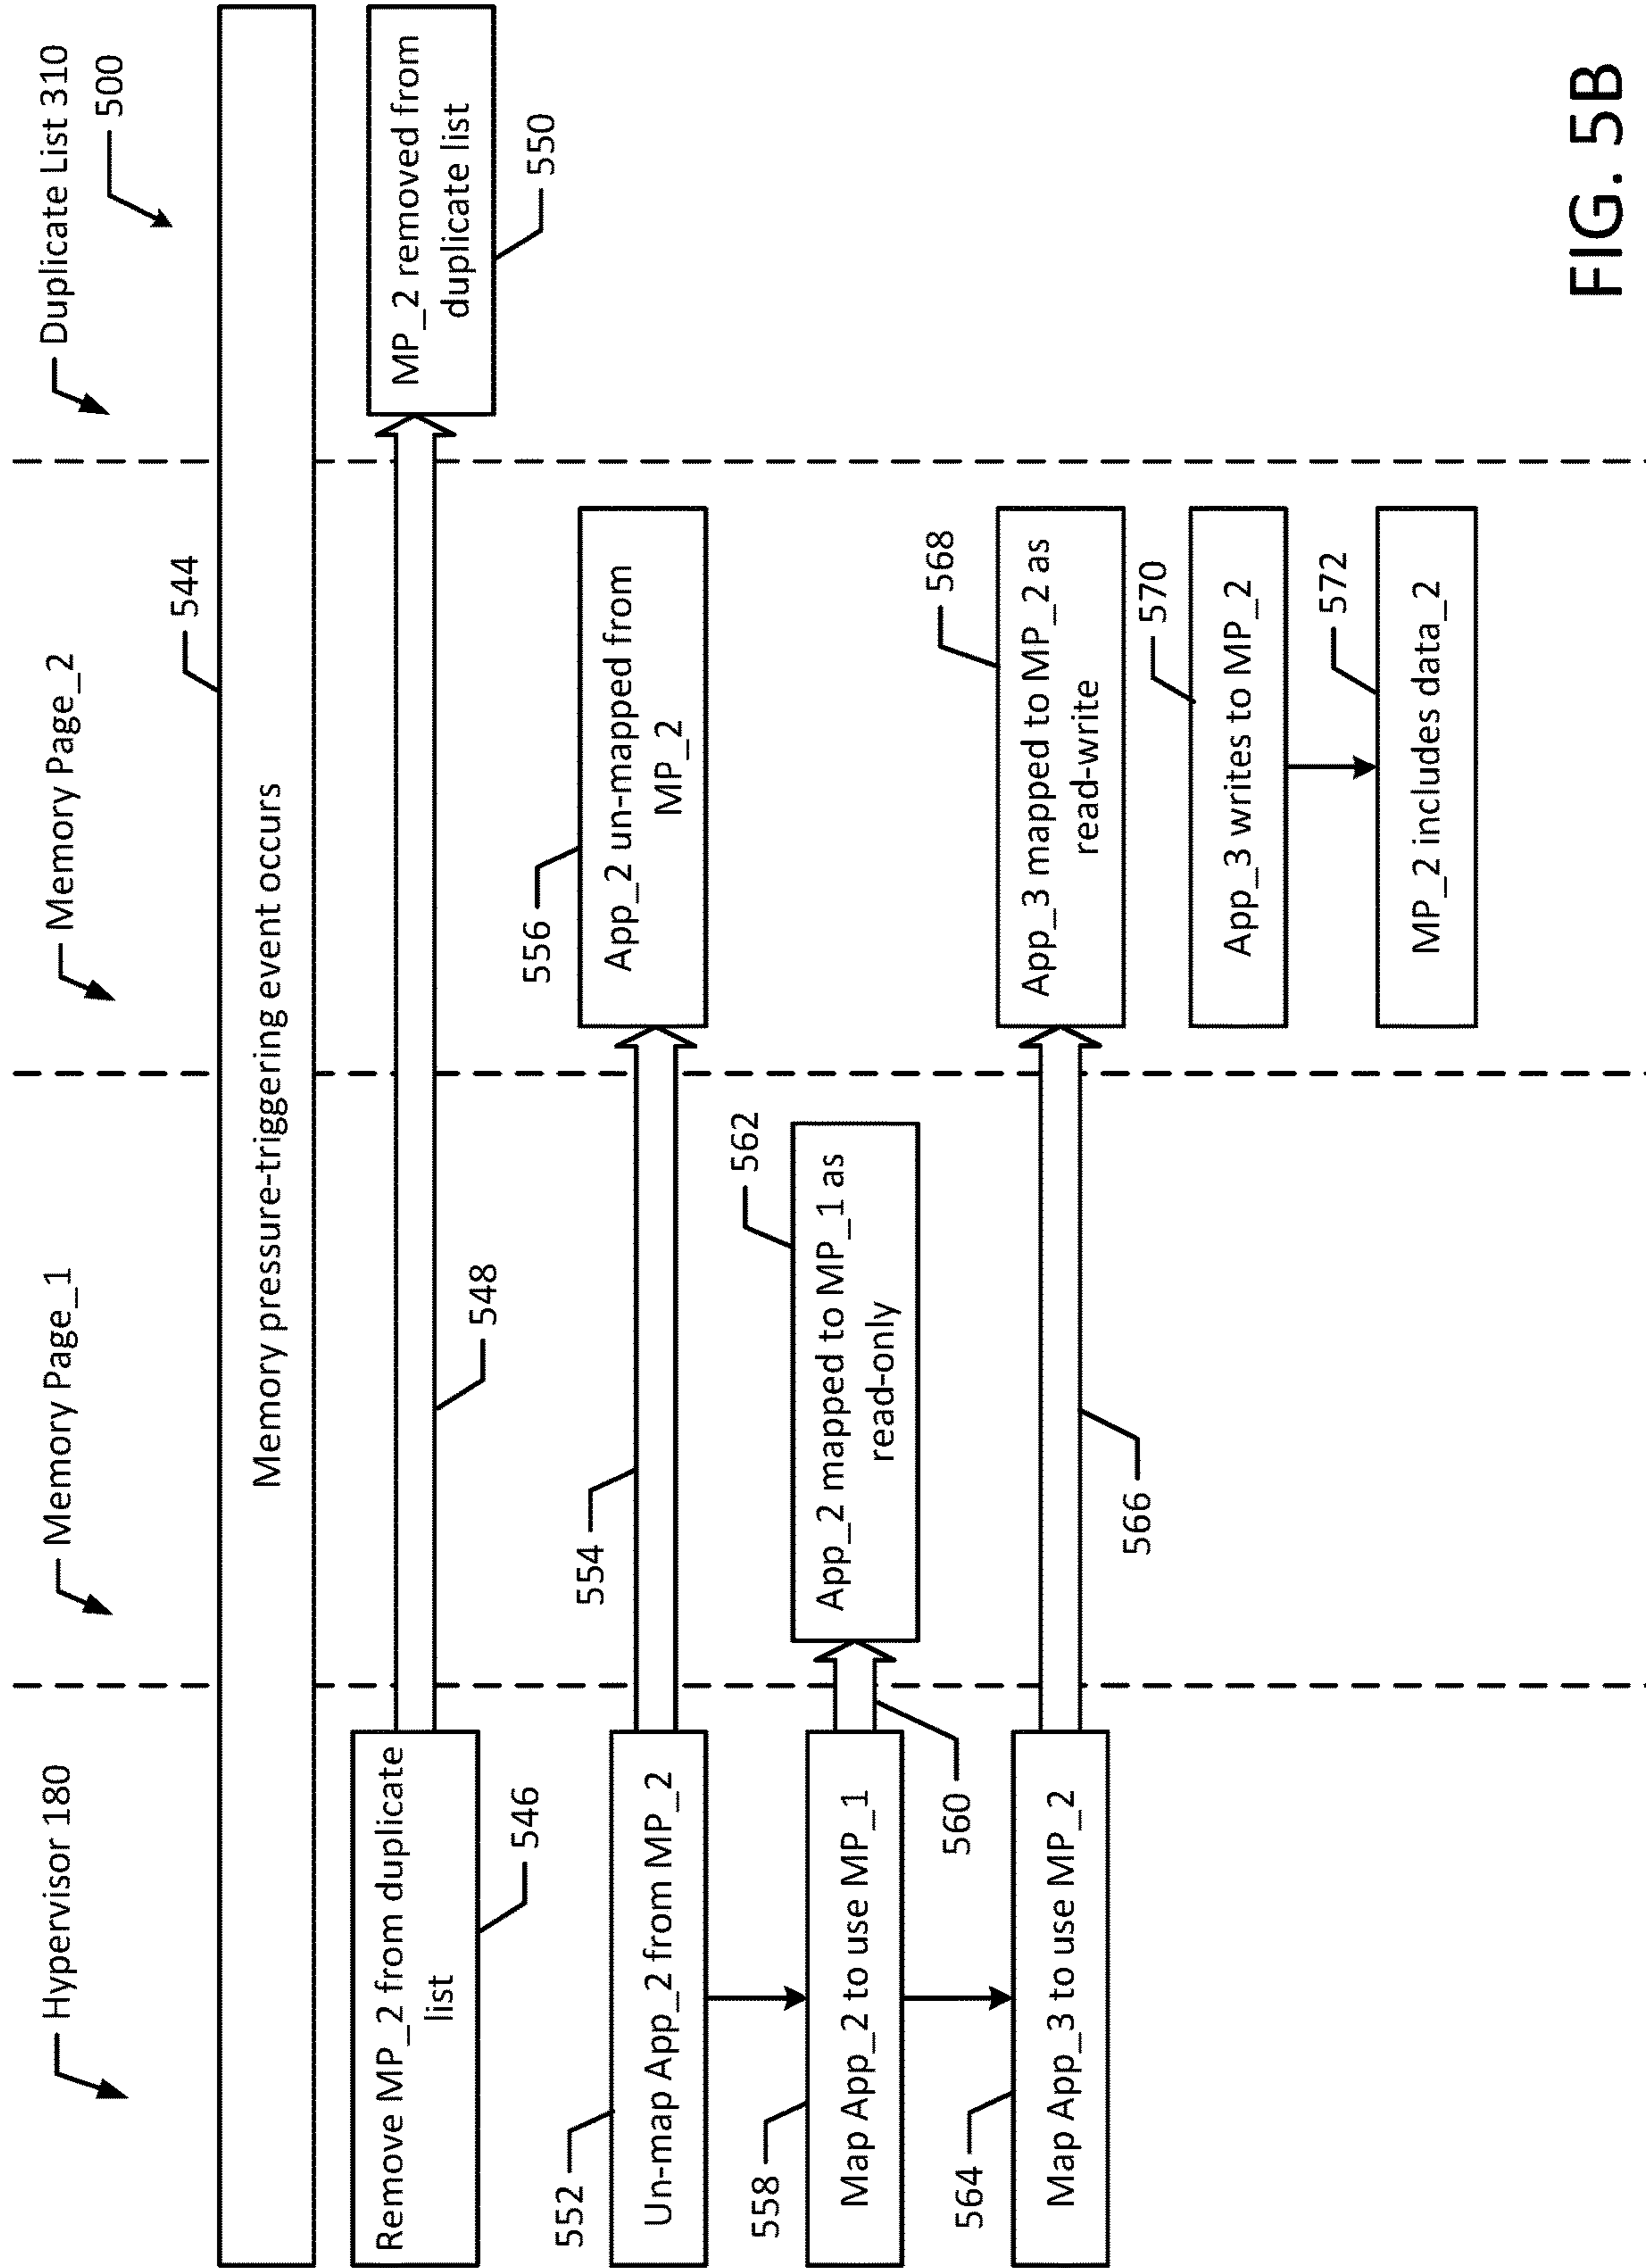 Hypervisor 180
Memory Page_1
Memory Page_2
Duplicate List 310
500
544
Memory pressure-triggering event occurs
Remove MP_2 from duplicate
list
546
548
MP_2 removed from
duplicate list
550
552
Un-map App_2 from MP_2
554
556
App_2 un-mapped from
MP_2
558
Map App_2 to use MP_1
560
562
App_2 mapped to MP_1 as
read-only
564
Map App_3 to use MP_2
566
568
App_3 mapped to MP_2 as
read-write
570
App_3 writes to MP_2
572
MP_2 includes data_2
FIG. 5B